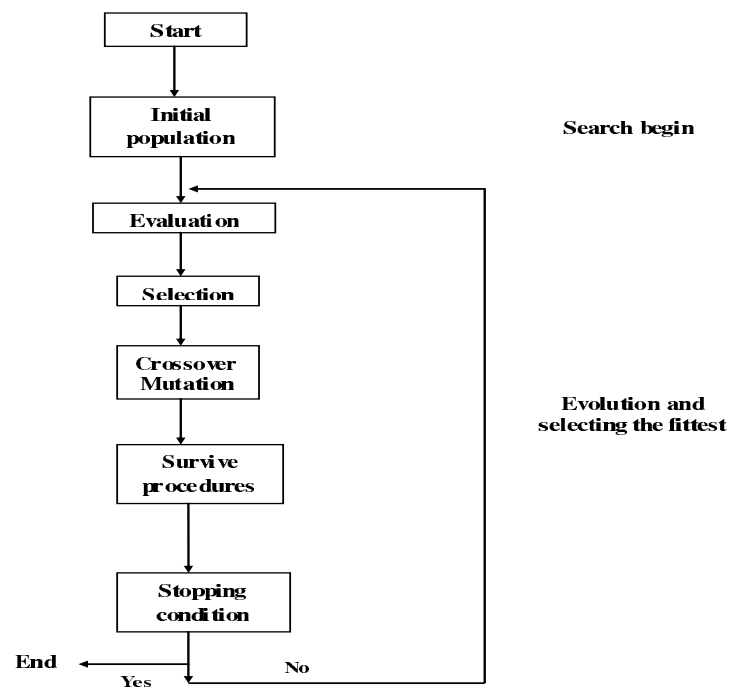 Start
Initial
population
Search begin
Evaluation
Selection
Crossover
Mutation
Evolution and
selecting the fittest
Survive
procedures
Stopping
condition
End
Yes
No